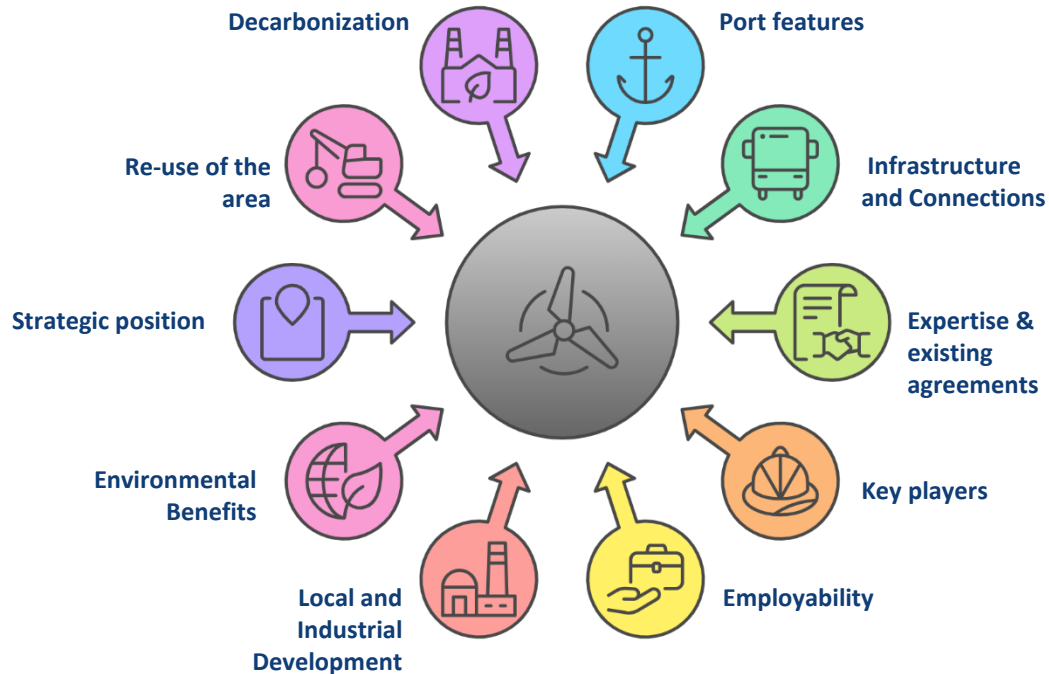 Decarbonization
Port features
Re-use of the
area
Infrastructure
and Connections
Strategic position
Expertise &
existing
agreements
Environmental
Benefits
Key players
Local and
Industrial
Development
Employability